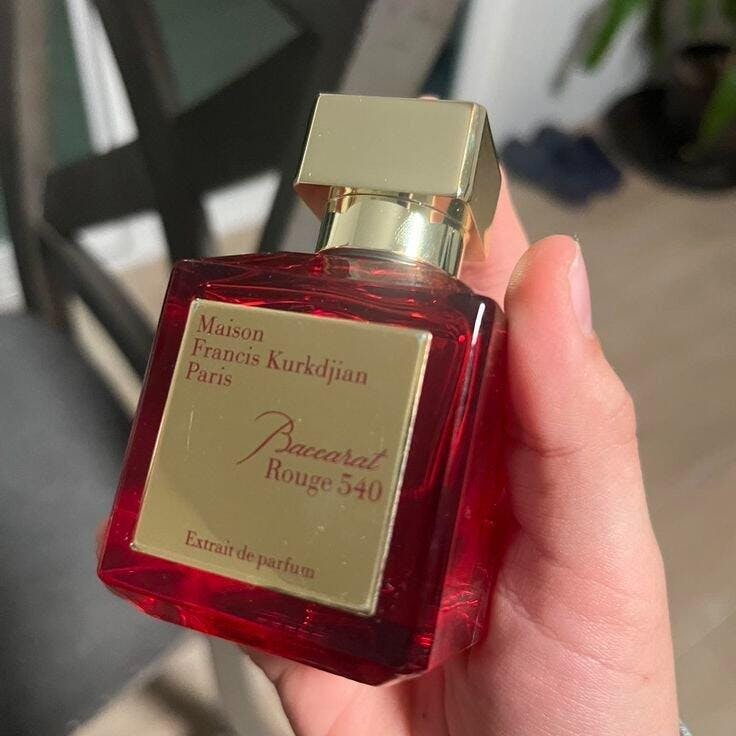 Maison
Francis Kurkdjian
Paris
Baccarat
Rouge 540
Extrait de parfum